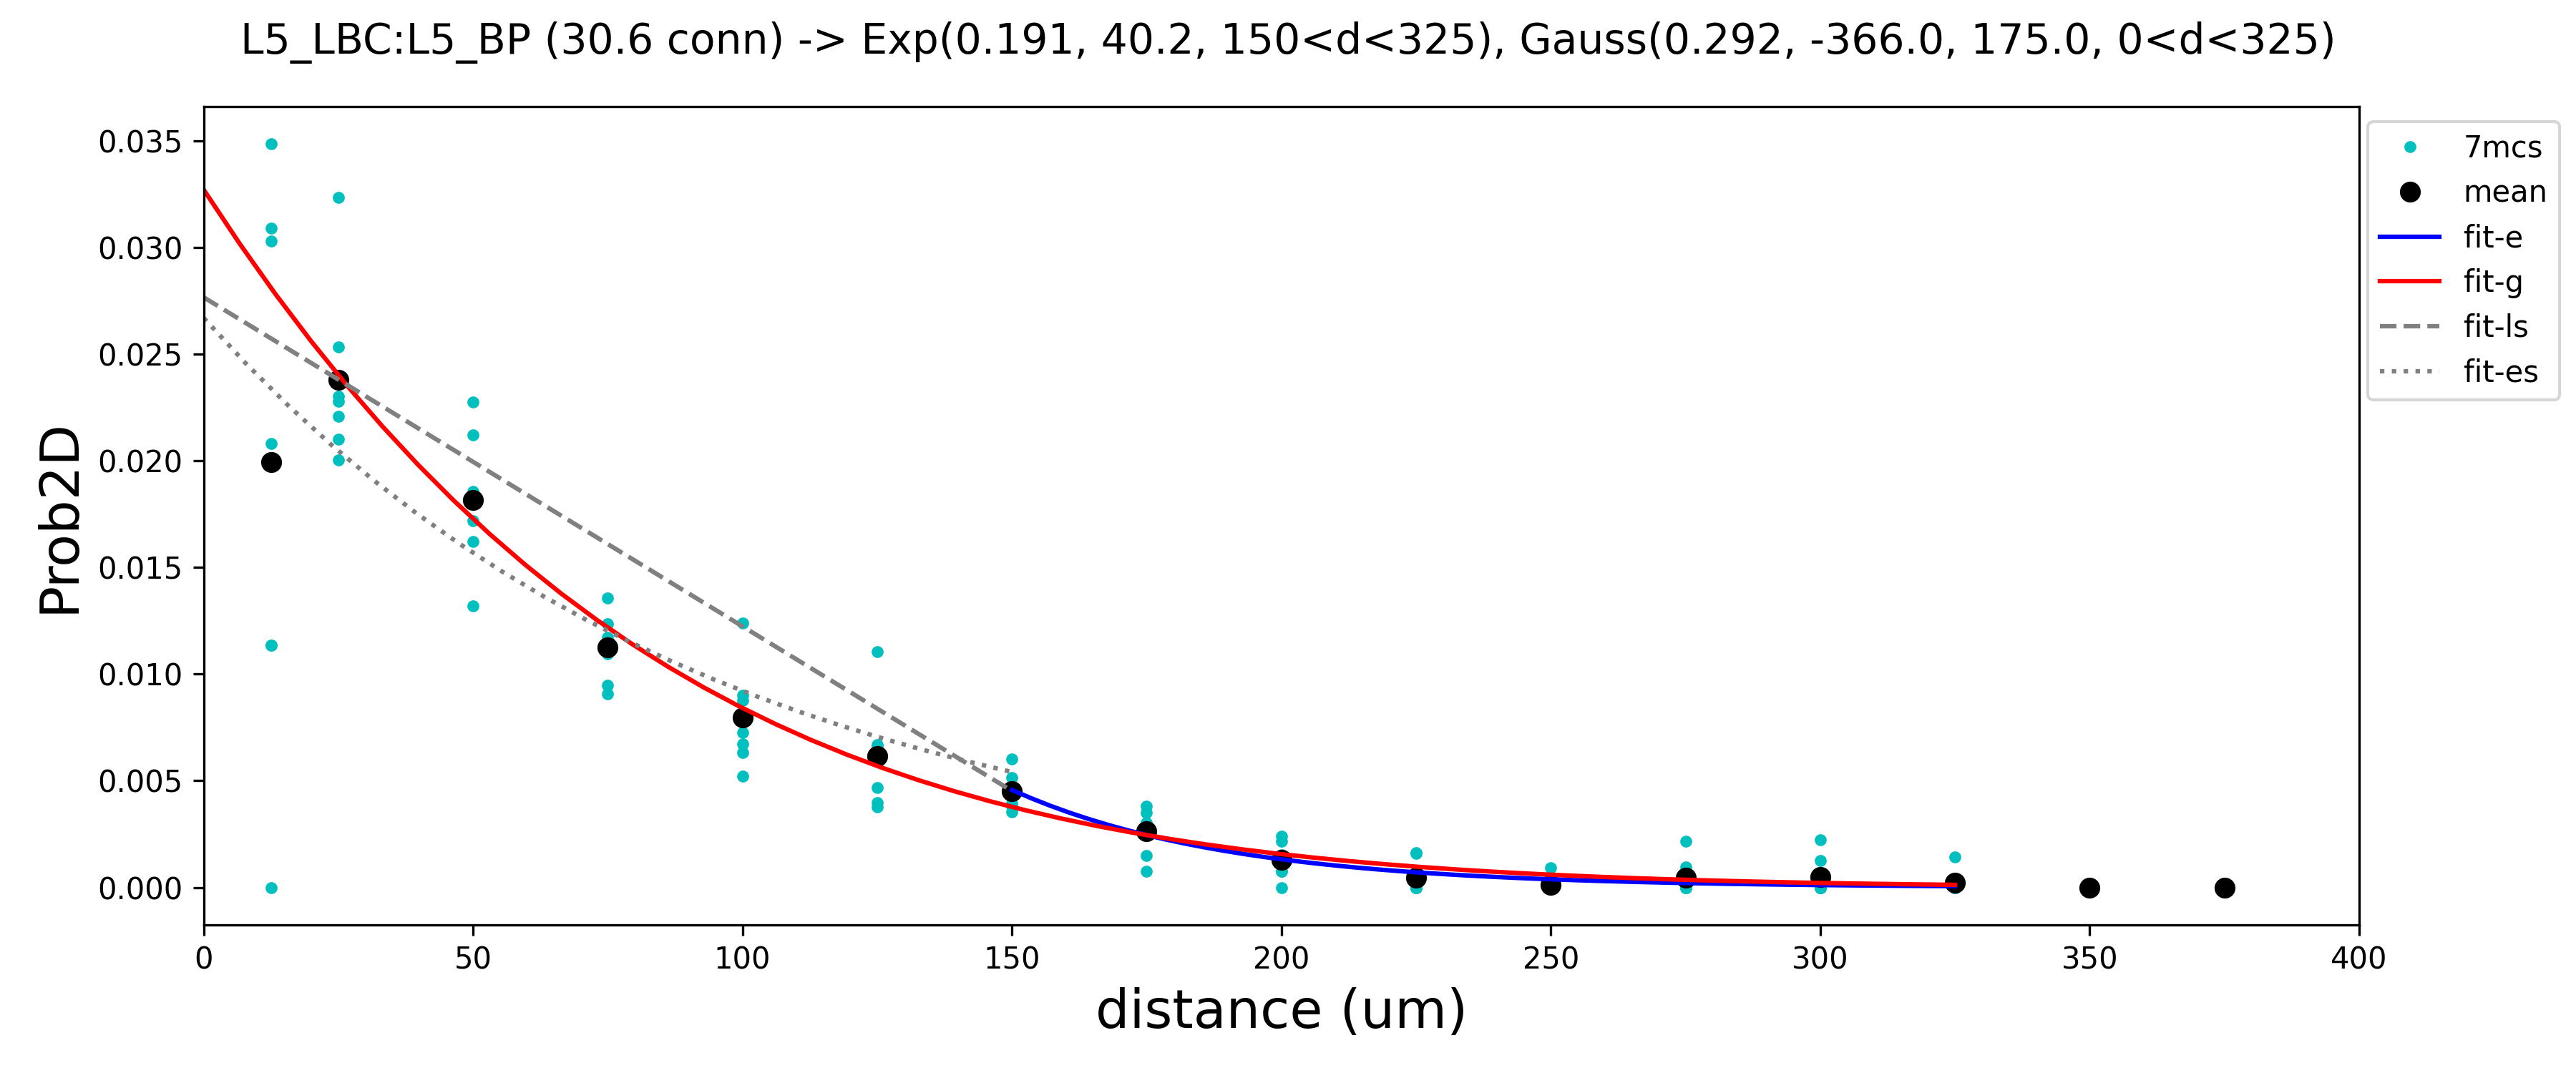 L5_LBC:L5_BP (30.6 conn) -> Exp(0.191, 40.2, 150<d<325), Gauss(0.292, -366.0, 175.0, 0<d<325)
0.035
0.030
0.025
0.020
0.015
0.010
0.005
0.000
Prob2D
0 50 100 150 200 250 300 350 400
distance (um)
7mcs
mean
fit-e
fit-g
fit-ls
fit-es